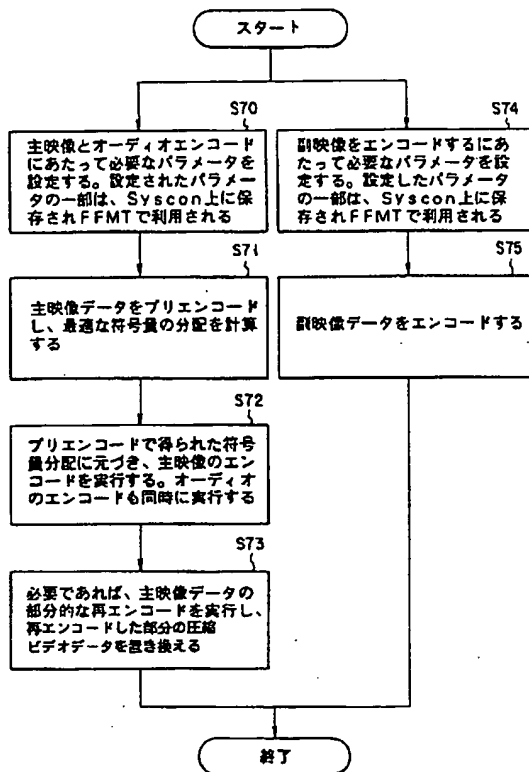 スタート
S70
主映像とオーディオエンコード
にあたって必要なパラメータを
設定する。設定されたパラメー
タの一部は、Syscon上に保
存されFFMTで利用される
S71
主映像データをプリエンコード
し、最適な符号量の分配を計算
する
S72
プリエンコードで得られた符号
量分配に元づき、主映像のエン
コードを実行する。オーディオ
のエンコードも同時に実行する
S73
必要であれば、主映像データの
部分的な再エンコードを実行し、
再エンコードした部分の圧縮
ビデオデータを置き換える
S74
副映像をエンコードするにあ
たって必要なパラメータを設
定する。設定したパラメータ
の一部は、Syscon上に保
存されFFMTで利用される
S75
副映像データをエンコードする
終了